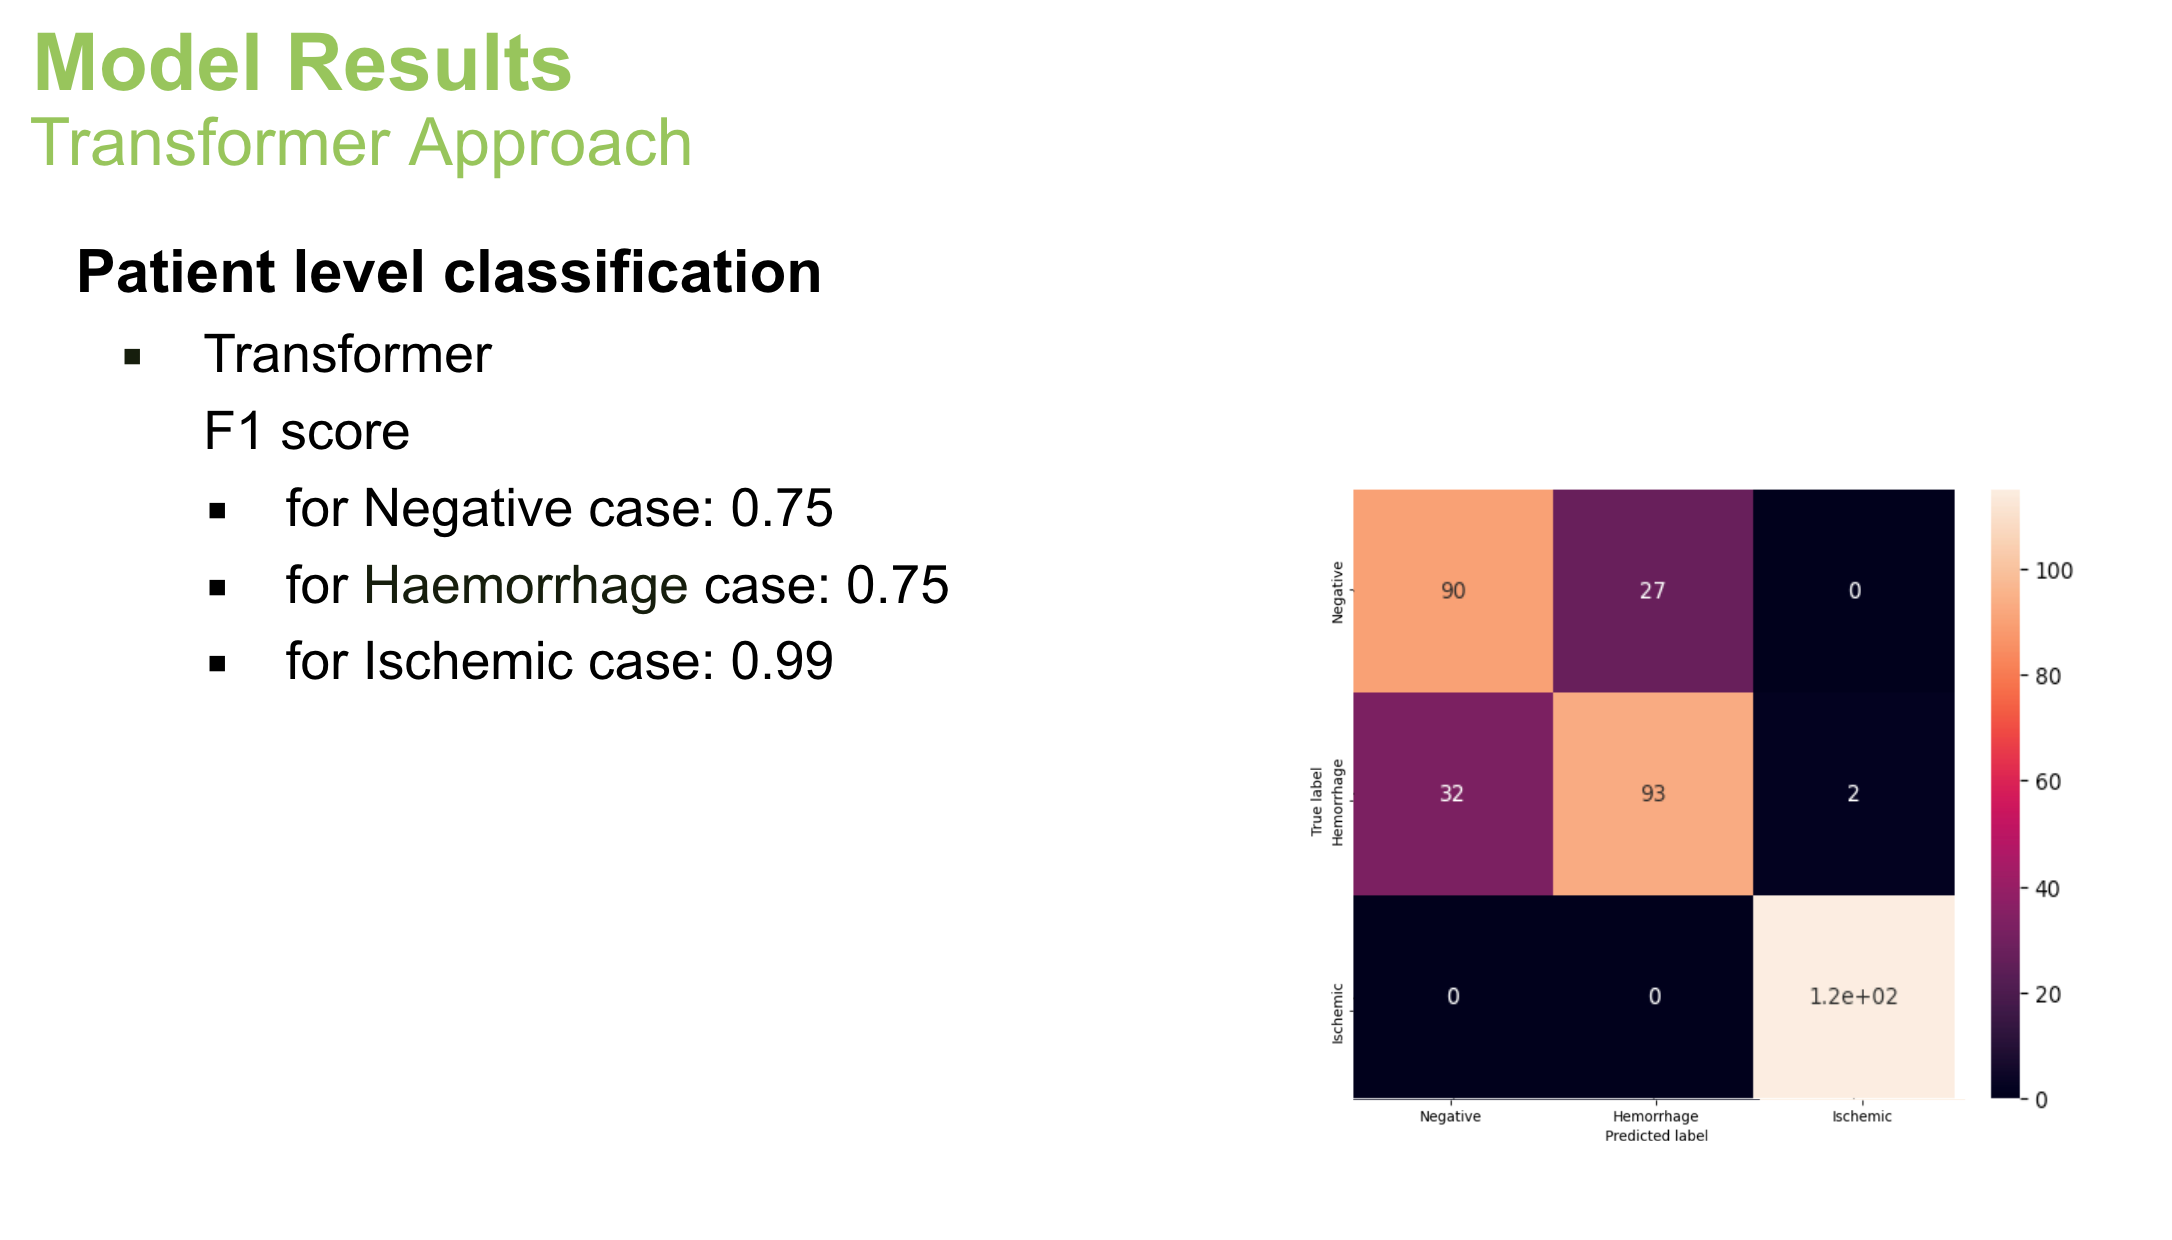 Model Results
Transformer Approach
Patient level classification
▪ Transformer
F1 score
▪ for Negative case: 0.75
▪ for Haemorrhage case: 0.75
▪ for Ischemic case: 0.99
Negative
90 27 0
True label
Hemorrhage
32 93 2
Ischemic
0 0 1.2e+02
Negative Hemorrhage Ischemic
Predicted label
100
80
60
40
20
0